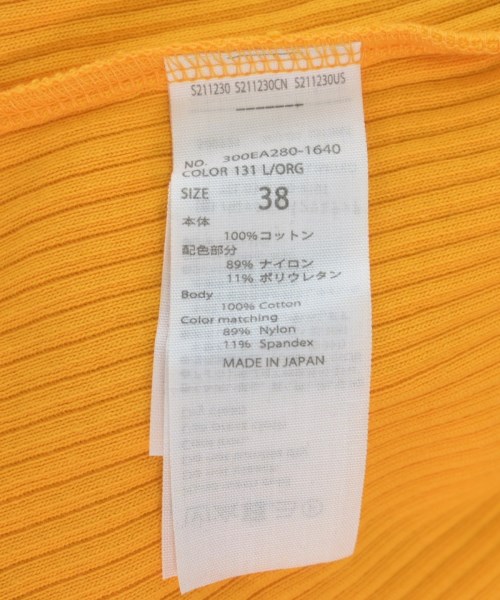 S211230 S211230CN S211230US
NO. 300EA280-1640
COLOR 131 L/ORG
SIZE 38
本体
100%コットン
配色部分
89% ナイロン
11% ポリウレタン
Body
100% Cotton
Color matching
89% Nylon
11% Spandex
MADE IN JAPAN